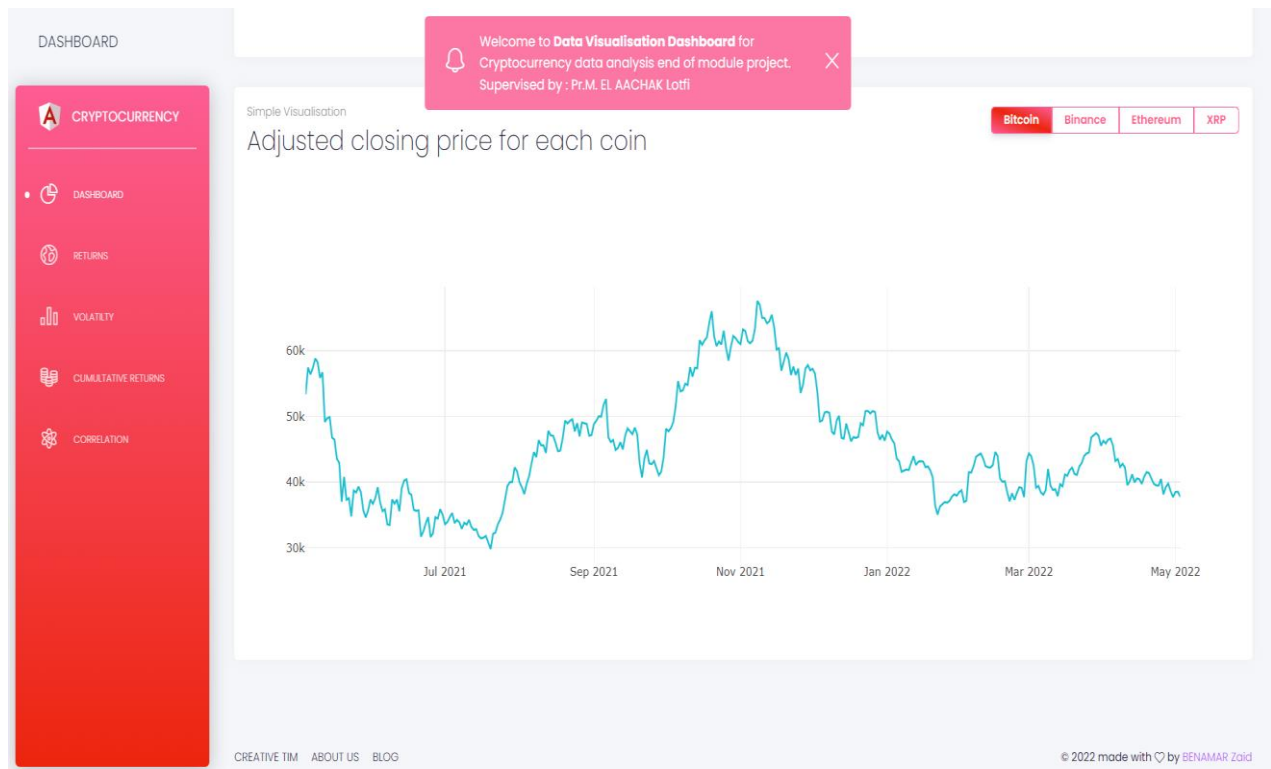 DASHBOARD
Welcome to Data Visualisation Dashboard for
Cryptocurrency data analysis end of module project.
Supervised by : Pr.M. EL AACHAK Lotfi
CRYPTOCURRENCY
DASHBOARD
RETURNS
VOLATILTY
CUMULTATIVE RETURNS
CORRELATION
Simple Visualisation
Adjusted closing price for each coin
Bitcoin Binance Ethereum XRP
60k
50k
40k
30k
Jul 2021 Sep 2021 Nov 2021 Jan 2022 Mar 2022 May 2022
CREATIVE TIM ABOUT US BLOG
© 2022 made with ♡ by BENAMAR Zaid